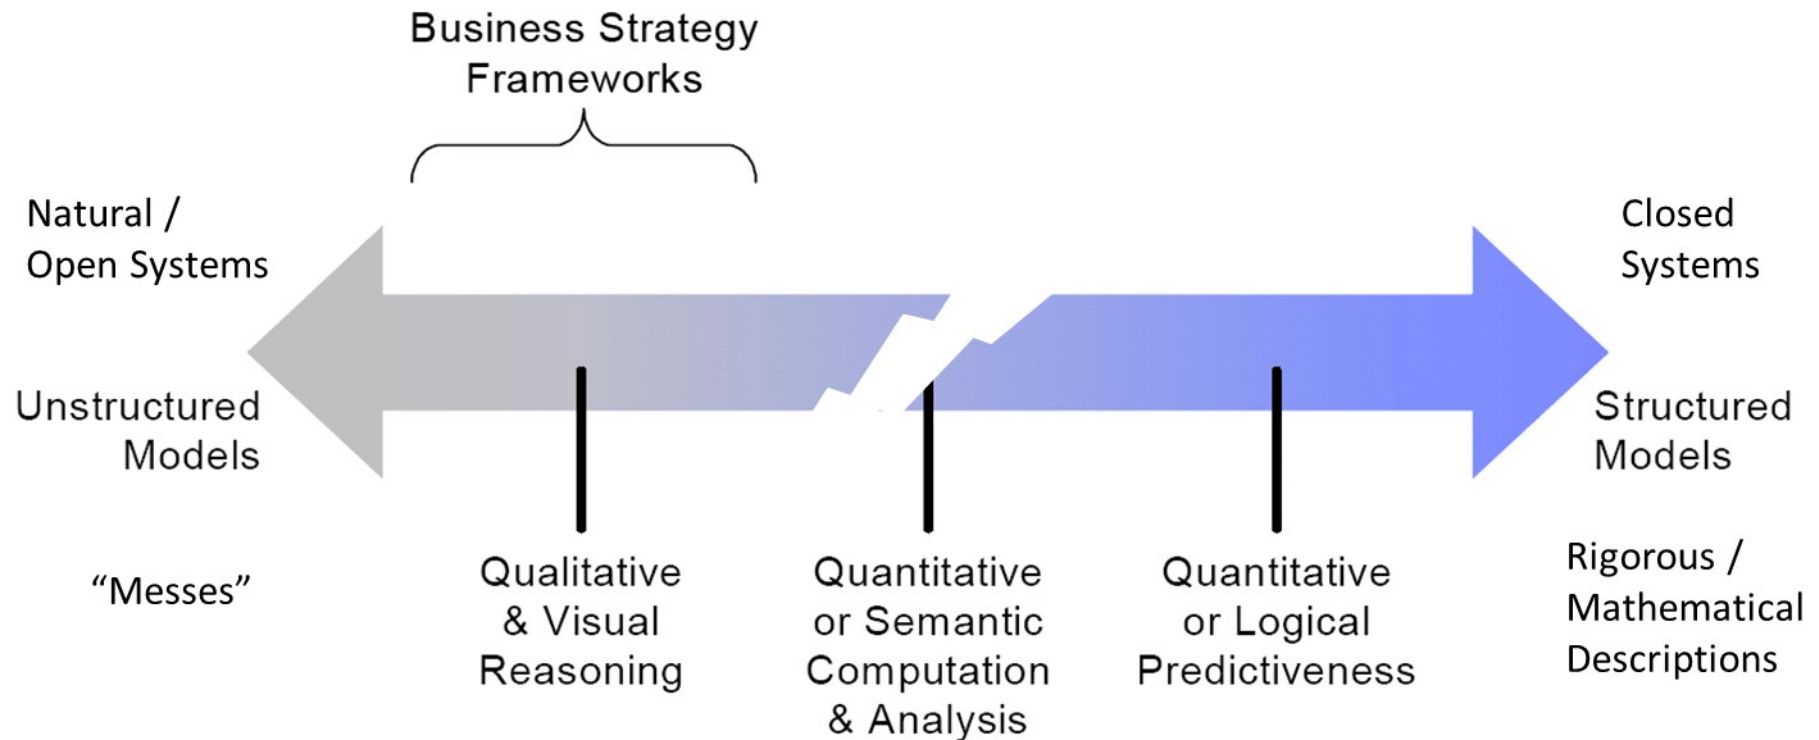 Business Strategy
Frameworks
Natural /
Open Systems
Closed
Systems
Unstructured
Models
Structured
Models
“Messes”
Qualitative
& Visual
Reasoning
Quantitative
or Semantic
Computation
& Analysis
Quantitative
or Logical
Predictiveness
Rigorous /
Mathematical
Descriptions